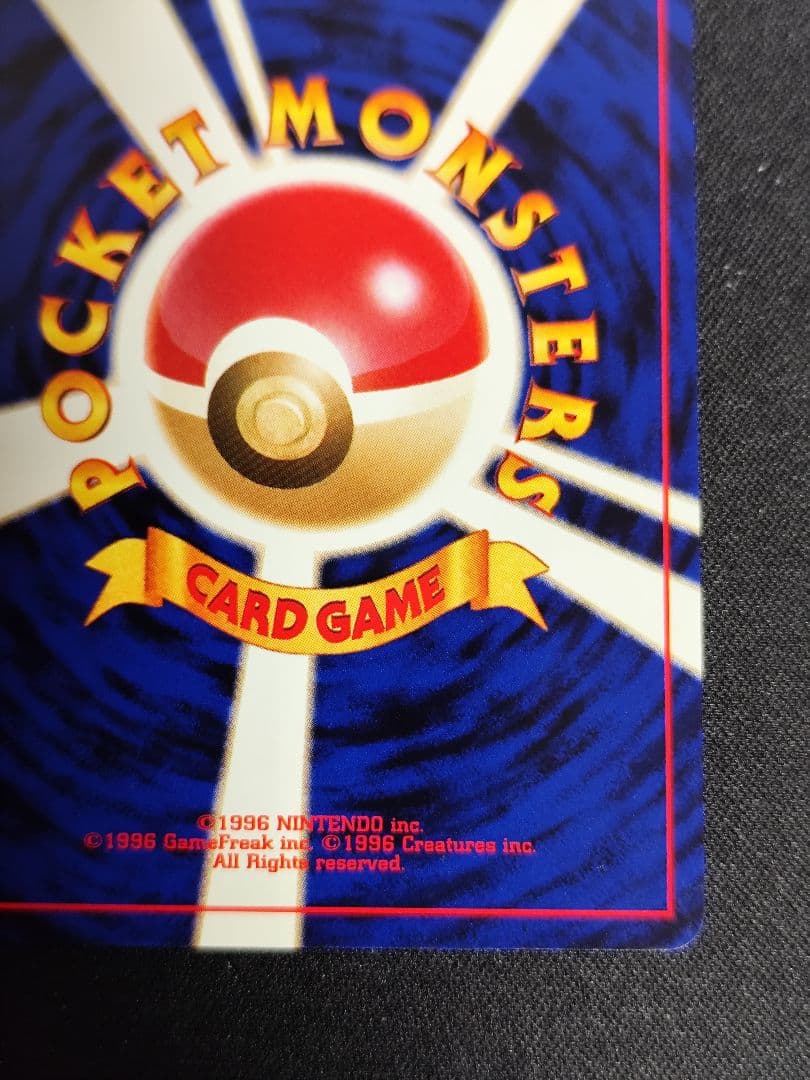 POCKET MONSTERS
CARD GAME
©1996 NINTENDO inc.
©1996 GameFreak inc. ©1996 Creatures inc.
All Rights reserved.